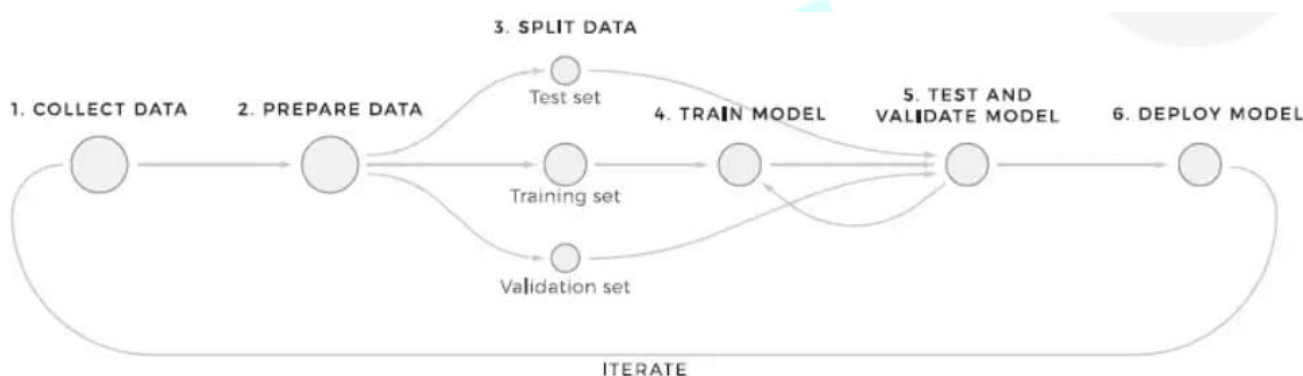 3. SPLIT DATA
Test set
1. COLLECT DATA
2. PREPARE DATA
4. TRAIN MODEL
5. TEST AND
VALIDATE MODEL
6. DEPLOY MODEL
Training set
Validation set
ITERATE